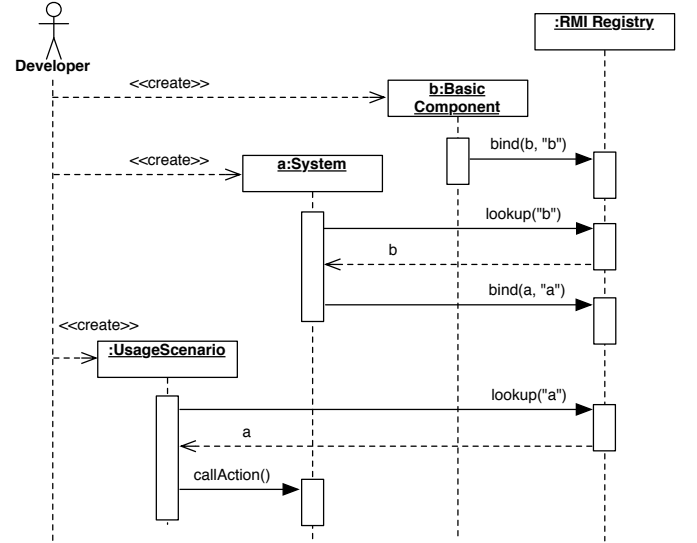 :RMI Registry
Developer
<<create>>
b:Basic
Component
bind(b, "b")
<<create>>
a:System
lookup("b")
b
bind(a, "a")
<<create>>
:UsageScenario
lookup("a")
a
callAction()